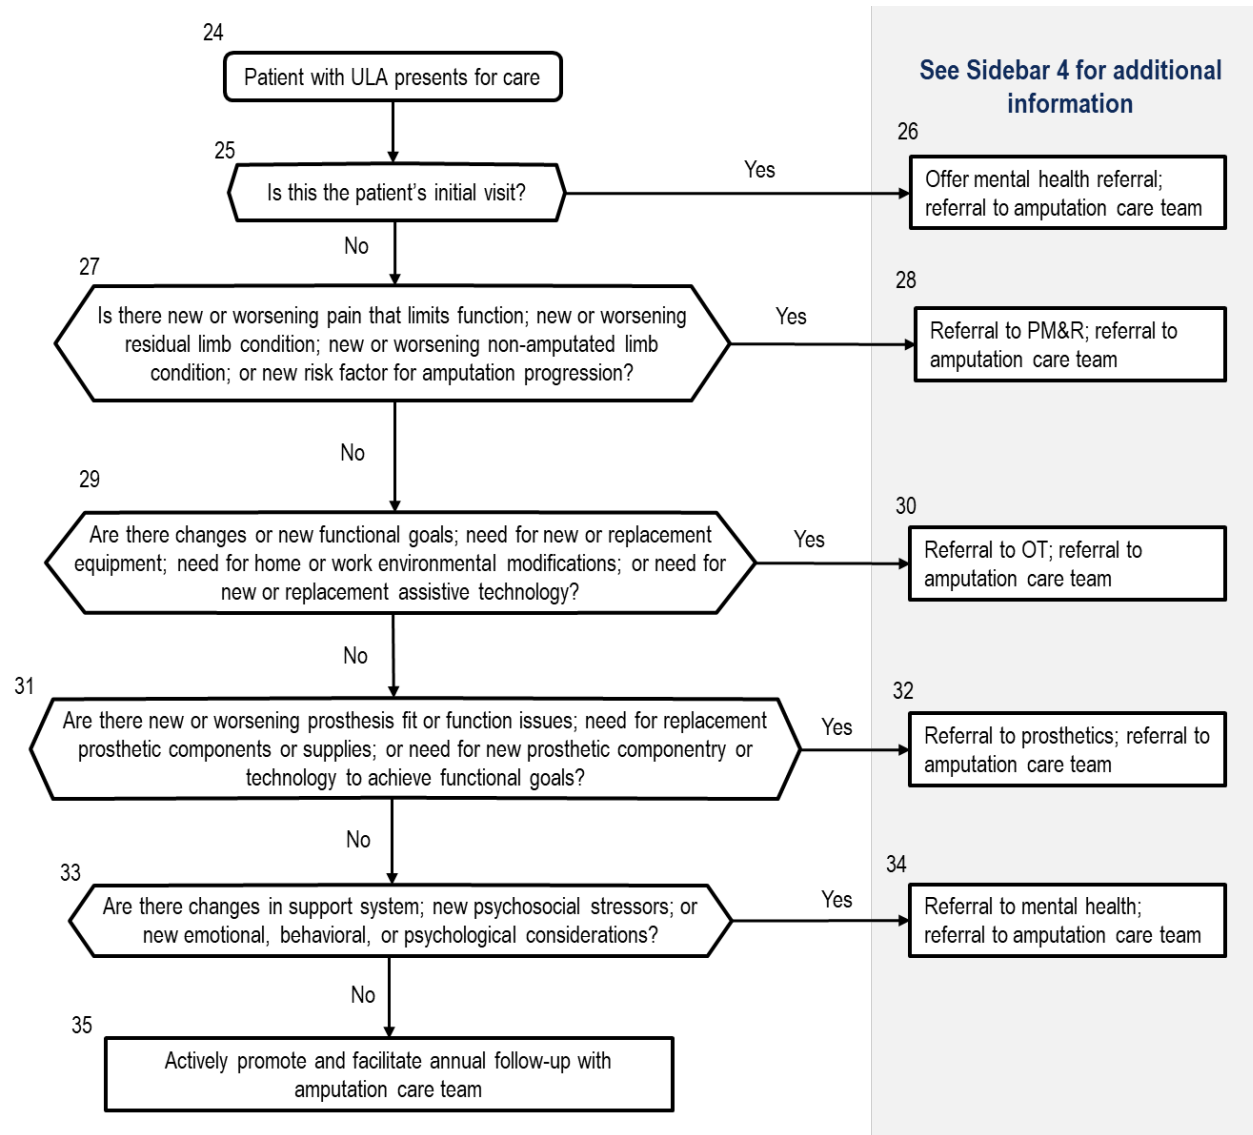 24
Patient with ULA presents for care
See Sidebar 4 for additional
information
25
Is this the patient's initial visit?
Yes
26
Offer mental health referral;
referral to amputation care team
No
27
Is there new or worsening pain that limits function; new or worsening
residual limb condition; new or worsening non-amputated limb
condition; or new risk factor for amputation progression?
Yes
28
Referral to PM&R; referral to
amputation care team
No
29
Are there changes or new functional goals; need for new or replacement
equipment; need for home or work environmental modifications; or need for
new or replacement assistive technology?
Yes
30
Referral to OT; referral to
amputation care team
No
31
Are there new or worsening prosthesis fit or function issues; need for replacement
prosthetic components or supplies; or need for new prosthetic componentry or
technology to achieve functional goals?
Yes
32
Referral to prosthetics; referral to
amputation care team
No
33
Are there changes in support system; new psychosocial stressors; or
new emotional, behavioral, or psychological considerations?
Yes
34
Referral to mental health;
referral to amputation care team
No
35
Actively promote and facilitate annual follow-up with
amputation care team